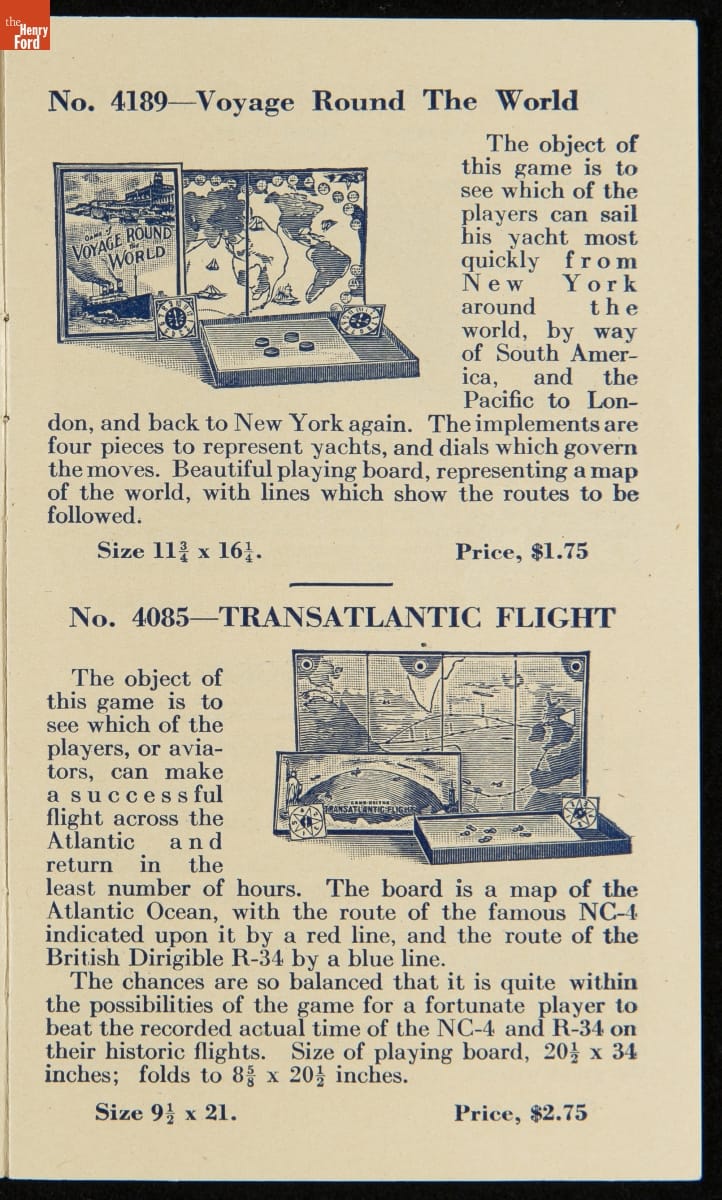 the
Henry
Ford
No. 4189—Voyage Round The World
The object of
this game is to
see which of the
players can sail
his yacht most
quickly from
New York
around the
world, by way
of South Amer-
ica, and the
Pacific to Lon-
GAME of
VOYAGE ROUND
the
WORLD
don, and back to New York again. The implements are
four pieces to represent yachts, and dials which govern
the moves. Beautiful playing board, representing a map
of the world, with lines which show the routes to be
followed.
Size 11¾ x 16¼. Price, $1.75
No. 4085—TRANSATLANTIC FLIGHT
The object of
this game is to
see which of the
players, or avia-
tors, can make
a successful
flight across the
Atlantic and
return in the
GAME OF THE
TRANSATLANTIC FLIGHT
least number of hours. The board is a map of the
Atlantic Ocean, with the route of the famous NC-4
indicated upon it by a red line, and the route of the
British Dirigible R-34 by a blue line.
The chances are so balanced that it is quite within
the possibilities of the game for a fortunate player to
beat the recorded actual time of the NC-4 and R-34 on
their historic flights. Size of playing board, 20½ x 34
inches; folds to 8⅝ x 20½ inches.
Size 9½ x 21. Price, $2.75